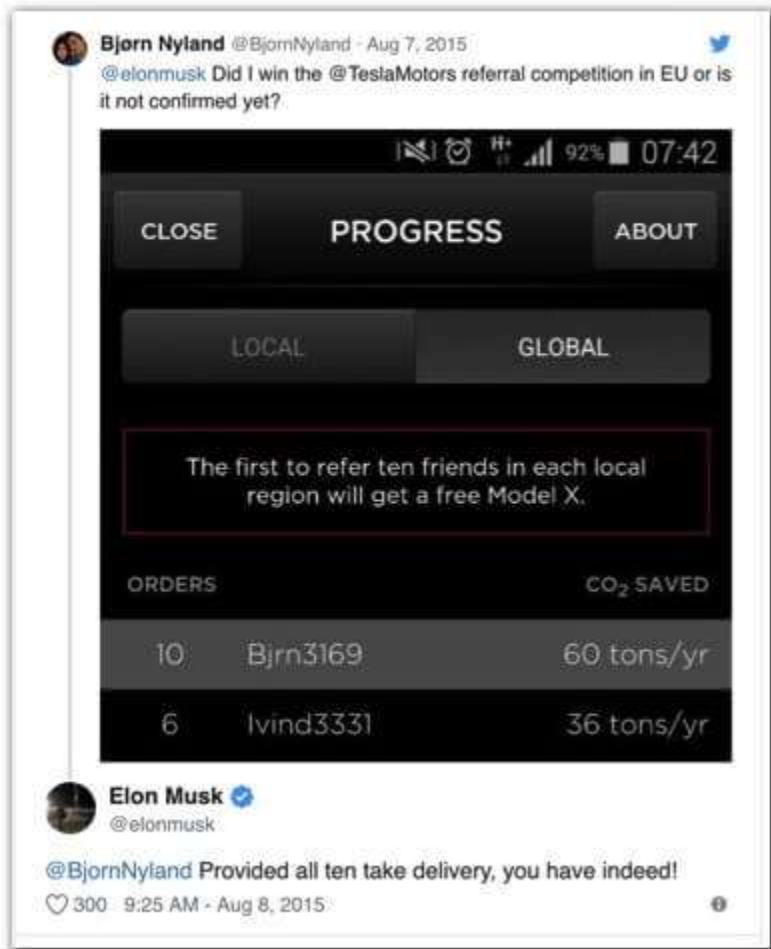 Bjørn Nyland @BjornNyland · Aug 7, 2015
@elonmusk Did I win the @TeslaMotors referral competition in EU or is
it not confirmed yet?
92% 07:42
CLOSE PROGRESS ABOUT
LOCAL GLOBAL
The first to refer ten friends in each local
region will get a free Model X.
ORDERS CO₂ SAVED
10 Bjrn3169 60 tons/yr
6 Ivind3331 36 tons/yr
Elon Musk
@elonmusk
@BjornNyland Provided all ten take delivery, you have indeed!
300 9:25 AM - Aug 8, 2015